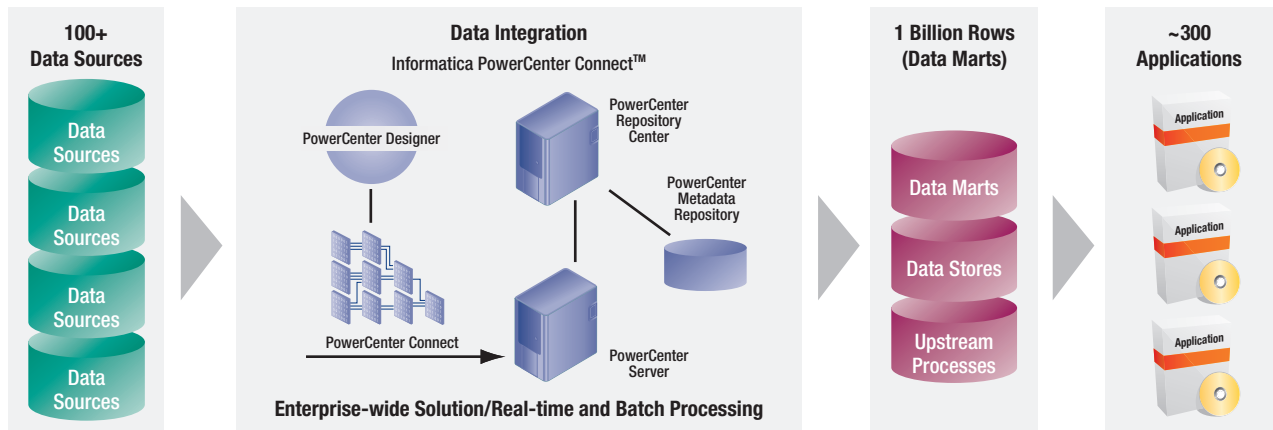 100+
Data Sources
Data
Sources
Data
Sources
Data
Sources
Data
Sources
Data Integration
Informatica PowerCenter Connect™
PowerCenter Designer
PowerCenter
Repository
Center
PowerCenter
Metadata
Repository
PowerCenter Connect
PowerCenter
Server
Enterprise-wide Solution/Real-time and Batch Processing
1 Billion Rows
(Data Marts)
Data Marts
Data Stores
Upstream
Processes
~300
Applications
Application
Application
Application